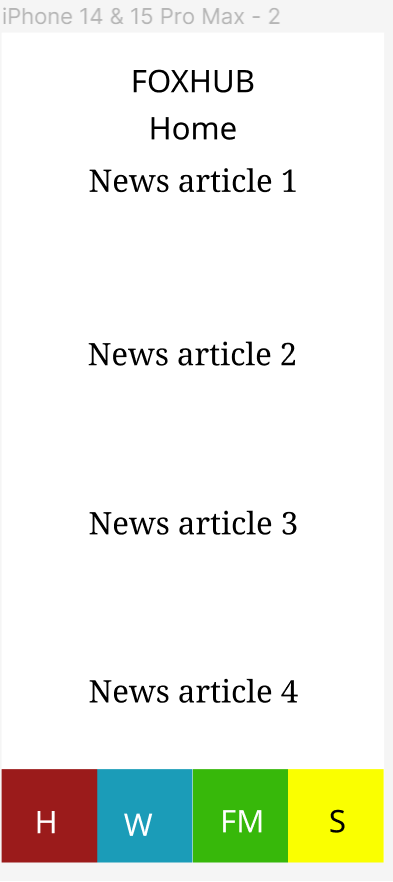 iPhone 14 & 15 Pro Max - 2
FOXHUB
Home
News article 1
News article 2
News article 3
News article 4
H W FM S